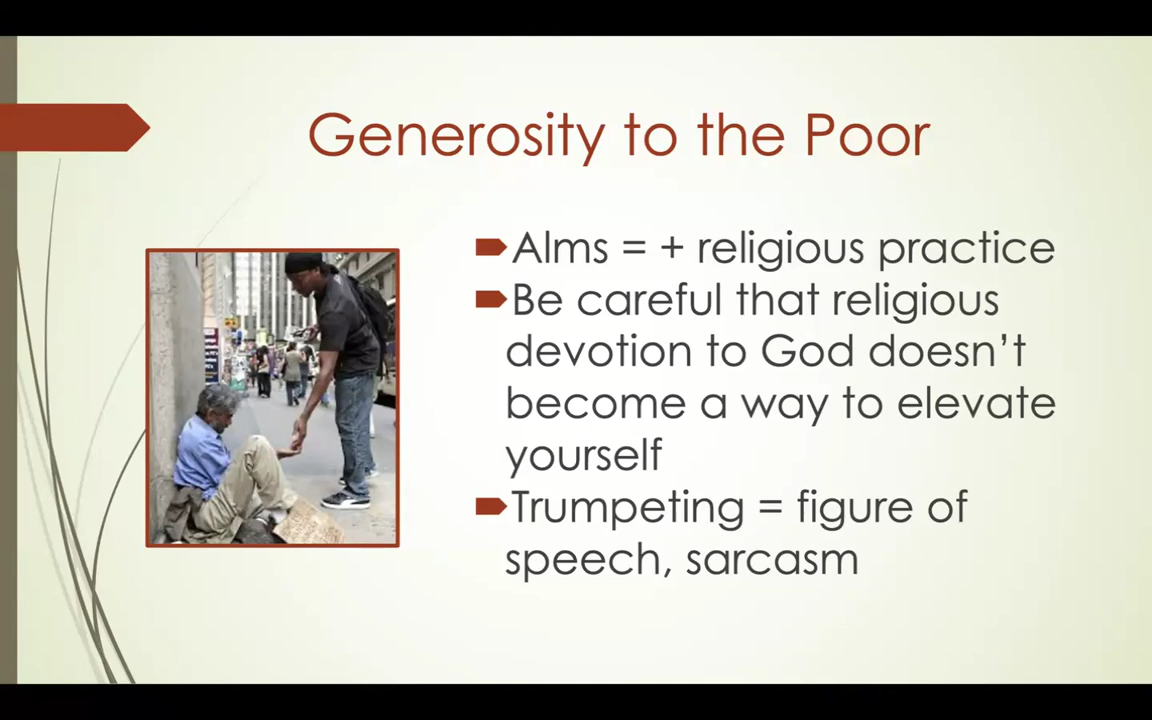 Generosity to the Poor
Alms = + religious practice
Be careful that religious
devotion to God doesn’t
become a way to elevate
yourself
Trumpeting = figure of
speech, sarcasm